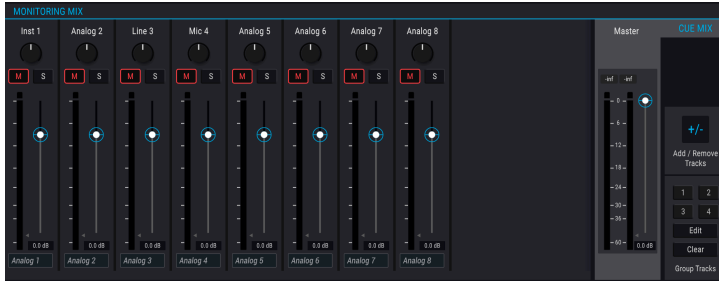 MONITORING MIX
Inst 1 Analog 2 Line 3 Mic 4 Analog 5 Analog 6 Analog 7 Analog 8 Master CUE MIX
M S M S M S M S M S M S M S M S
-inf -inf
0
6
12
18
24
30
36
60
+/-
Add / Remove
Tracks
1 2
3 4
Edit
Clear
Group Tracks
0.0 dB 0.0 dB 0.0 dB 0.0 dB 0.0 dB 0.0 dB 0.0 dB 0.0 dB 0.0 dB
Analog 1 Analog 2 Analog 3 Analog 4 Analog 5 Analog 6 Analog 7 Analog 8